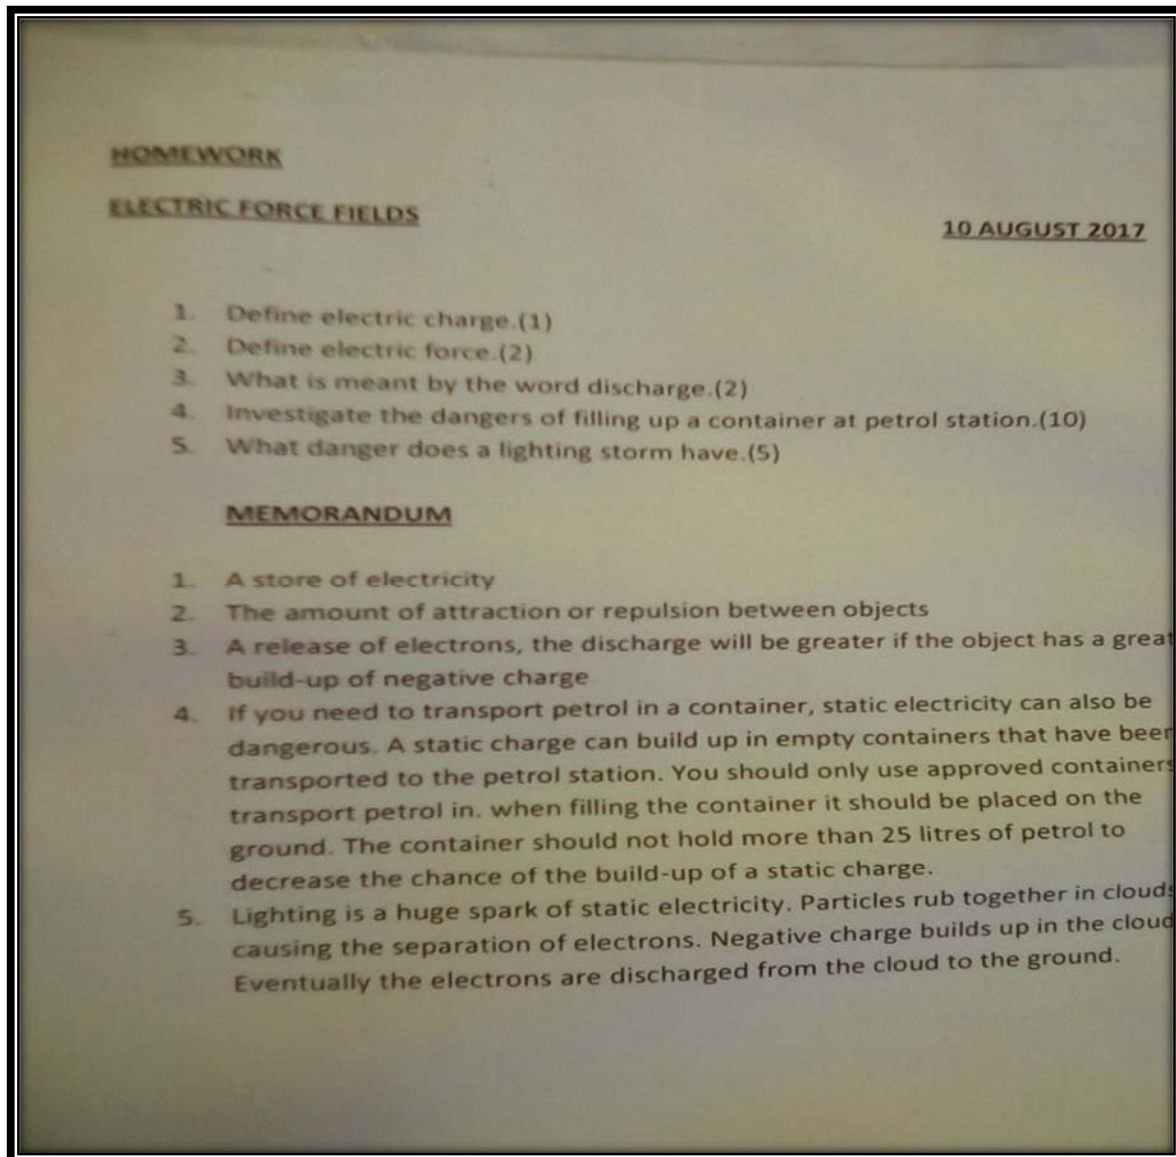 HOMEWORK
ELECTRIC FORCE FIELDS
10 AUGUST 2017
1. Define electric charge.(1)
2. Define electric force.(2)
3. What is meant by the word discharge.(2)
4. Investigate the dangers of filling up a container at petrol station.(10)
5. What danger does a lighting storm have.(5)
MEMORANDUM
1. A store of electricity
2. The amount of attraction or repulsion between objects
3. A release of electrons, the discharge will be greater if the object has a great
build-up of negative charge
4. If you need to transport petrol in a container, static electricity can also be
dangerous. A static charge can build up in empty containers that have been
transported to the petrol station. You should only use approved containers
transport petrol in. when filling the container it should be placed on the
ground. The container should not hold more than 25 litres of petrol to
decrease the chance of the build-up of a static charge.
5. Lighting is a huge spark of static electricity. Particles rub together in clouds
causing the separation of electrons. Negative charge builds up in the cloud
Eventually the electrons are discharged from the cloud to the ground.